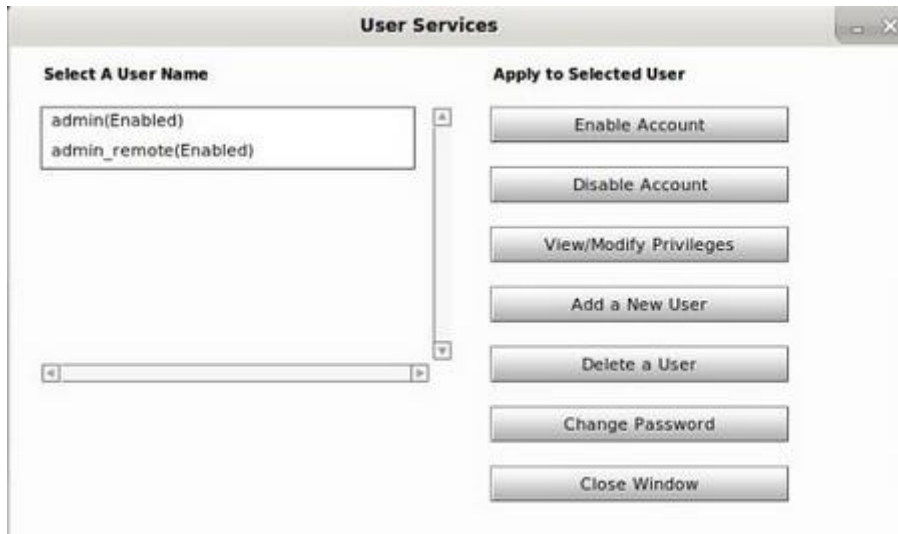 User Services
Select A User Name
admin(Enabled)
admin_remote(Enabled)
Apply to Selected User
Enable Account
Disable Account
View/Modify Privileges
Add a New User
Delete a User
Change Password
Close Window